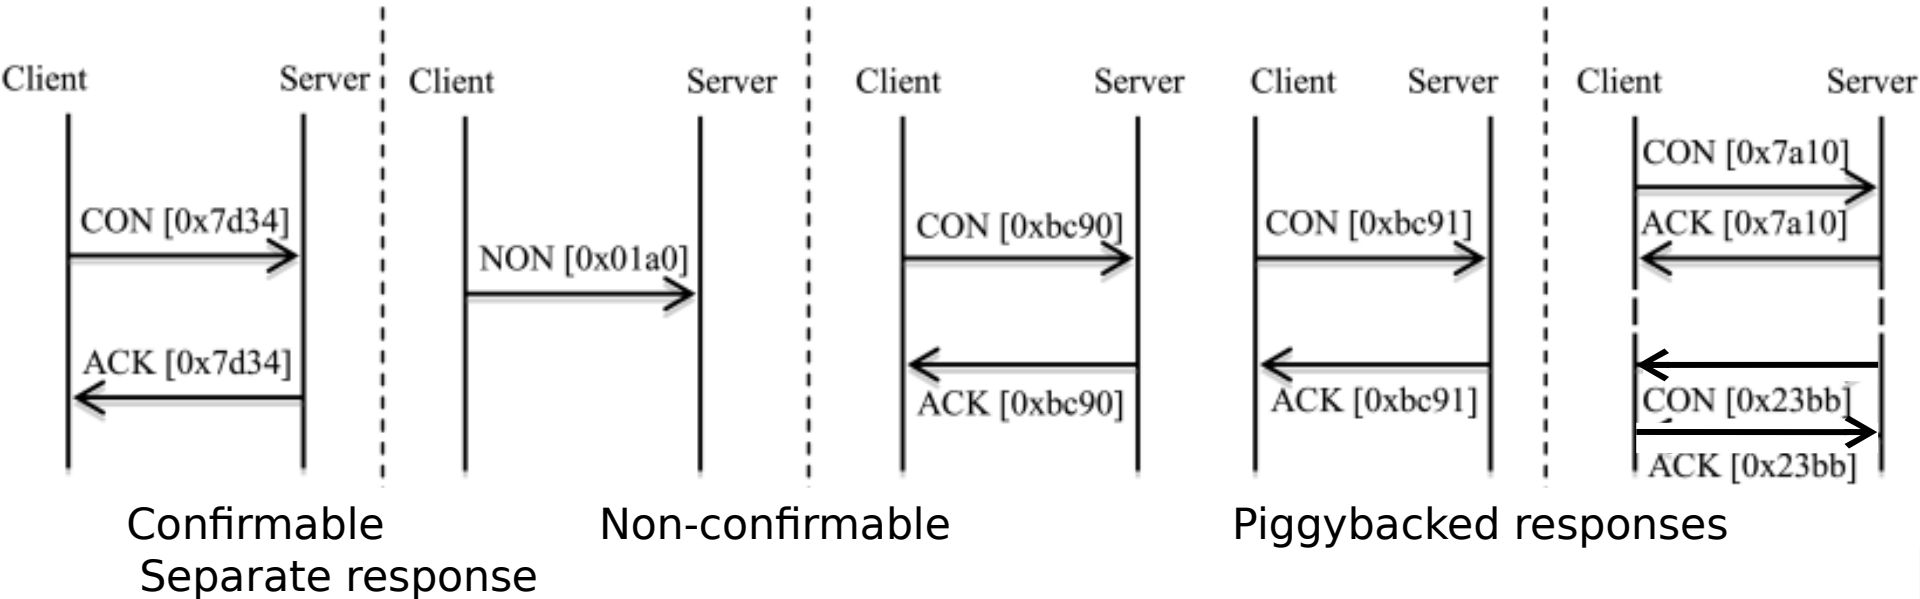 Client Server
CON [0x7d34]
ACK [0x7d34]
Client Server
NON [0x01a0]
Client Server
CON [0xbc90]
ACK [0xbc90]
Client Server
CON [0xbc91]
ACK [0xbc91]
Client Server
CON [0x7a10]
ACK [0x7a10]
CON [0x23bb]
ACK [0x23bb]
Confirmable Non-confirmable Piggybacked responses
Separate response